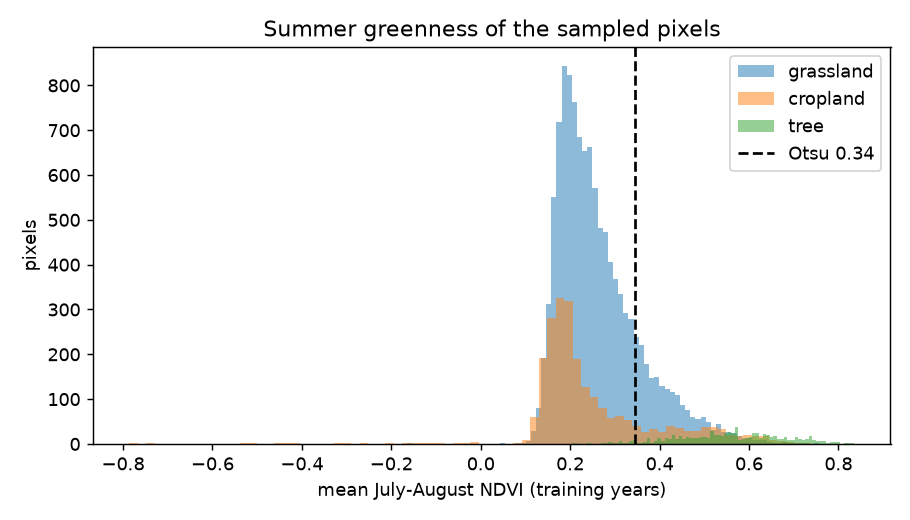 Summer greenness of the sampled pixels
grassland
cropland
tree
Otsu 0.34
pixels
800
700
600
500
400
300
200
100
0
−0.8 −0.6 −0.4 −0.2 0.0 0.2 0.4 0.6 0.8
mean July-August NDVI (training years)